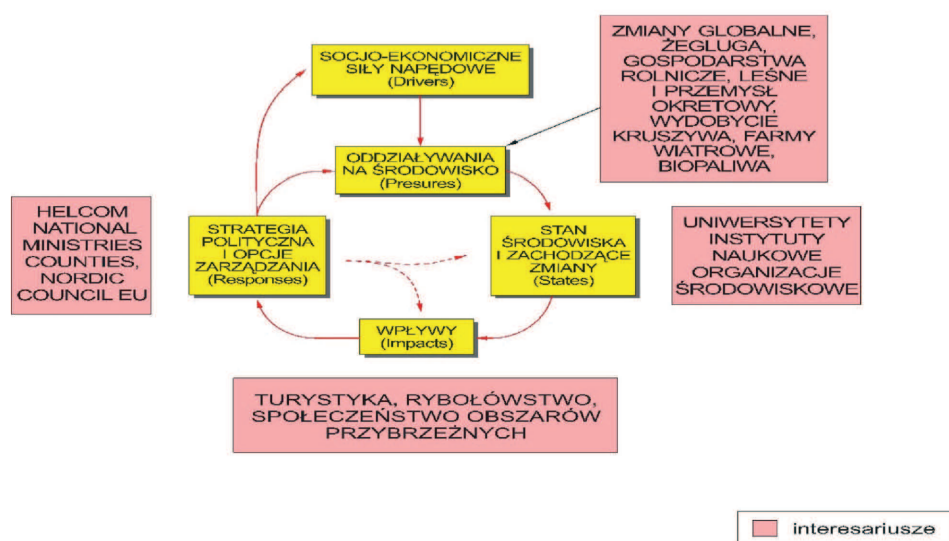 SOCJO-EKONOMICZNE
SIŁY NAPĘDOWE
(Drivers)
ZMIANY GLOBALNE,
ŻEGLUGA,
GOSPODARSTWA
ROLNICZE, LEŚNE
I PRZEMYSŁ
OKRETOWY,
WYDOBYCIE
KRUSZYWA, FARMY
WIATROWE,
BIOPALIWA
ODDZIAŁYWANIA
NA ŚRODOWISKO
(Presures)
HELCOM
NATIONAL
MINISTRIES
COUNTIES,
NORDIC
COUNCIL EU
STRATEGIA
POLITYCZNA
I OPCJE
ZARZĄDZANIA
(Responses)
STAN
ŚRODOWISKA
I ZACHODZĄCE
ZMIANY
(States)
UNIWERSYTETY
INSTYTUTY
NAUKOWE
ORGANIZACJE
ŚRODOWISKOWE
WPŁYWY
(Impacts)
TURYSTYKA, RYBOŁÓWSTWO,
SPOŁECZEŃSTWO OBSZARÓW
PRZYBRZEŻNYCH
interesariusze